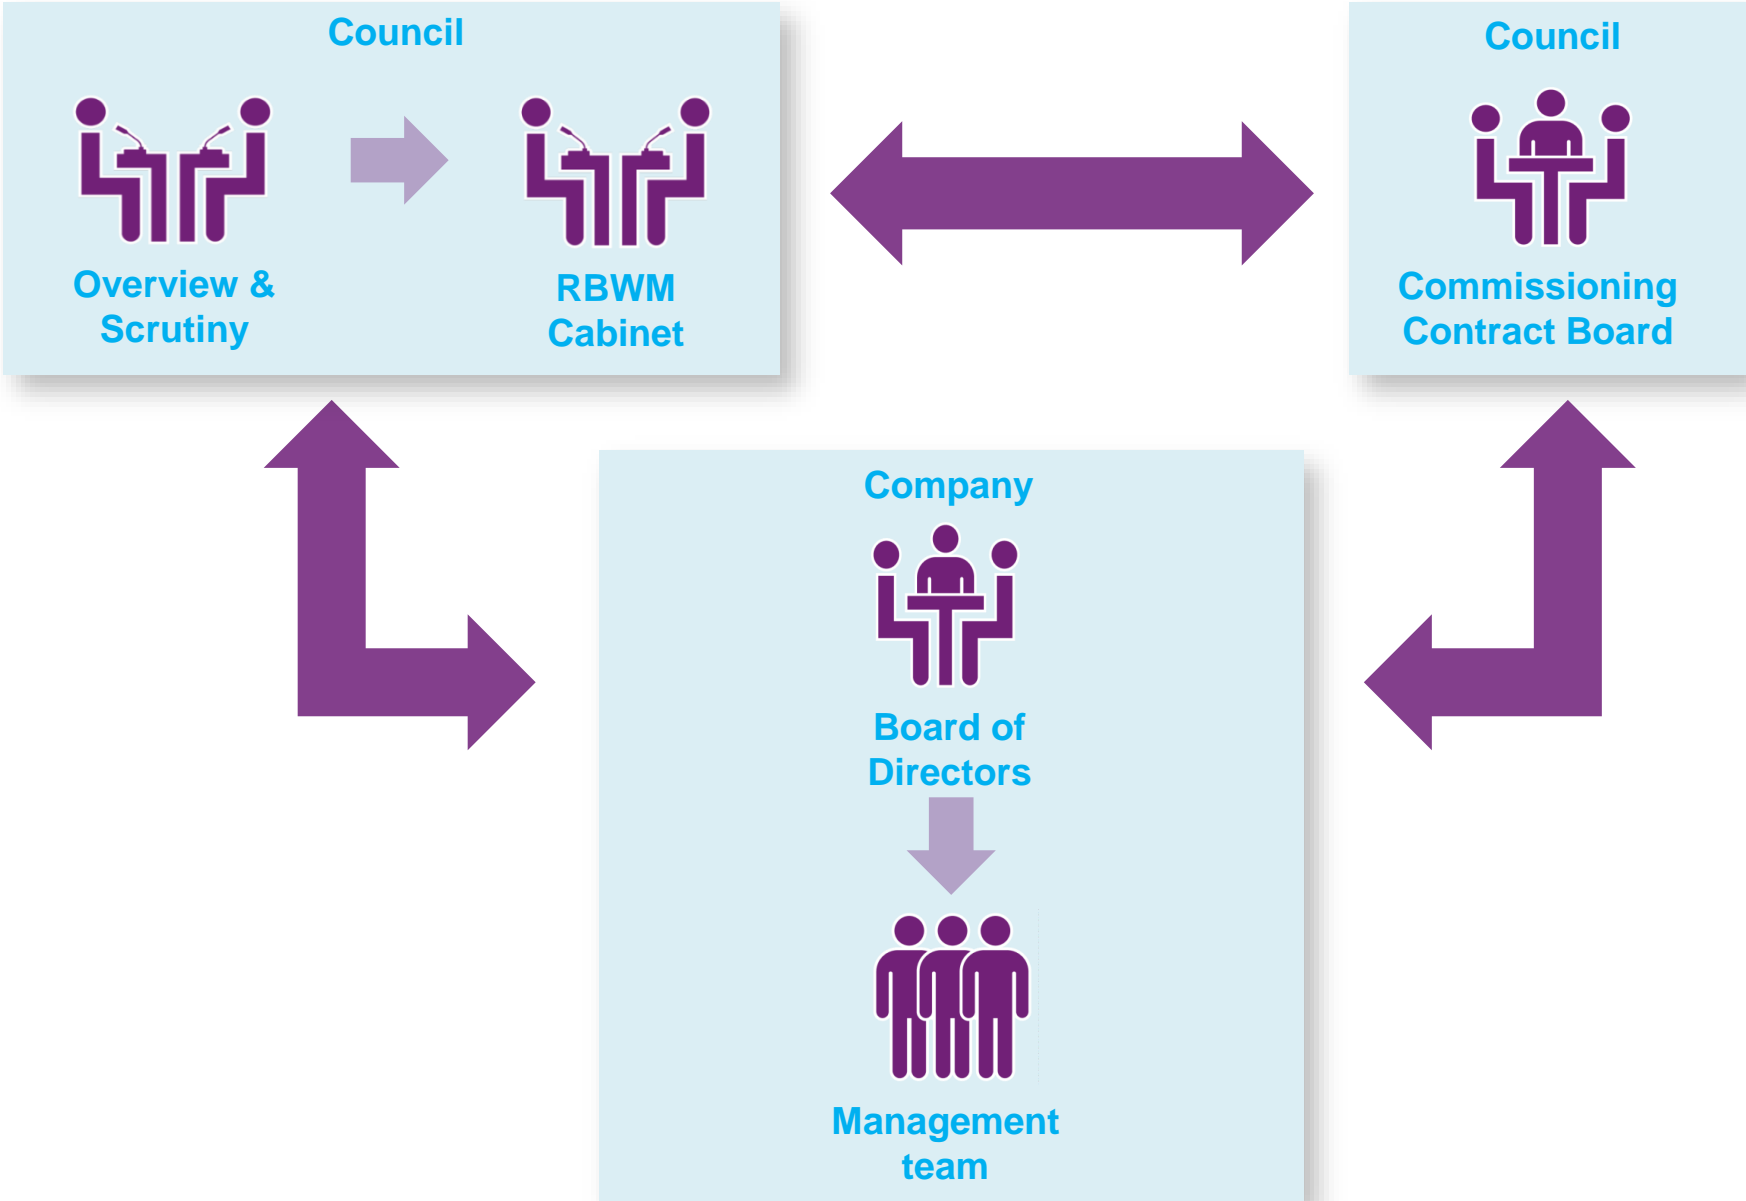 Council
Overview &
Scrutiny
RBWM
Cabinet
Council
Commissioning
Contract Board
Company
Board of
Directors
Management
team